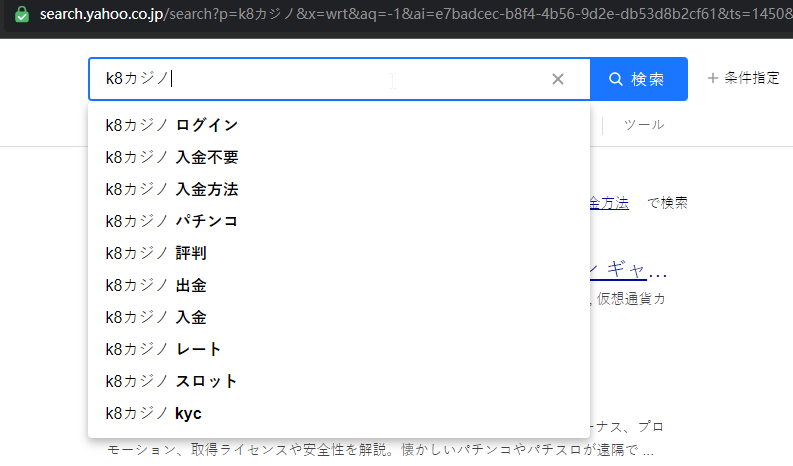 search.yahoo.co.jp/search?p=k8カジノ&x=wrt&aq=-1&ai=e7badcec-b8f4-4b56-9d2e-db53d8b2cf61&ts=1450&
k8カジノ
検索
条件指定
ツール
k8カジノ ログイン
k8カジノ 入金不要
k8カジノ 入金方法
金方法 で検索
k8カジノ パチンコ
k8カジノ 評判
ン ギャ...
k8カジノ 出金
, 仮想通貨カ
k8カジノ 入金
k8カジノ レート
k8カジノ スロット
k8カジノ kyc
ーナス、プロ
モーション、取得ライセンスや安全性を解説。懐かしいパチンコやパチスロが遠隔で ...